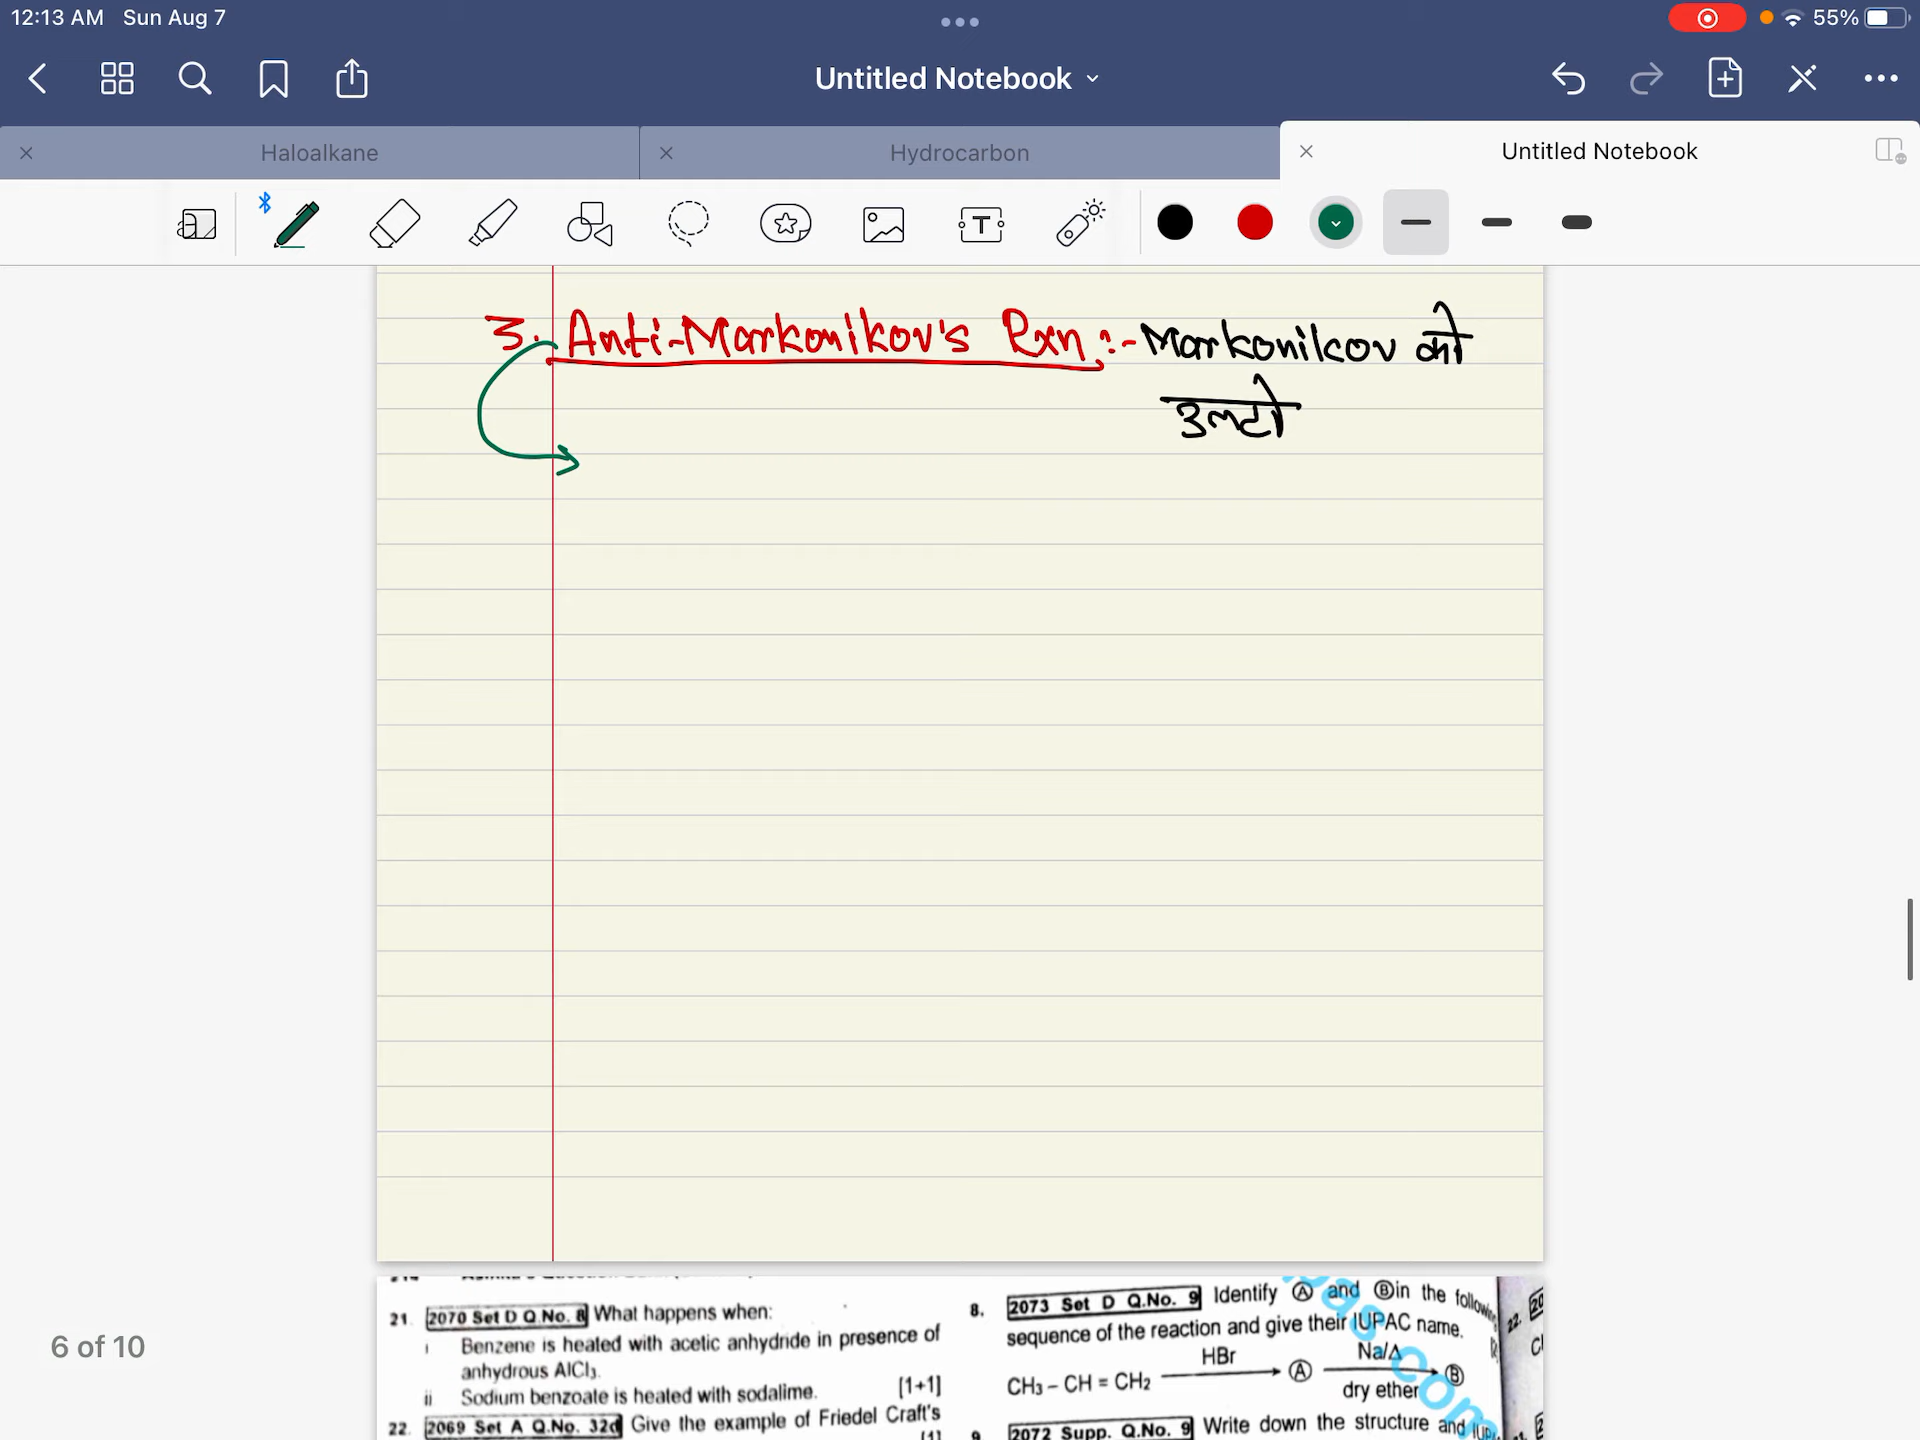 12:13 AM Sun Aug 7
55%
Untitled Notebook
Haloalkane
Hydrocarbon
Untitled Notebook
3. Anti-Markonikov's Rxn :- Markonikov को
उल्टो
6 of 10
21. 2070 Set D Q.No. 8 What happens when:
i Benzene is heated with acetic anhydride in presence of
anhydrous AlCl₃.
ii Sodium benzoate is heated with sodalime. [1+1]
22. 2069 Set A Q.No. 32d Give the example of Friedel Craft's
[1]
8. 2073 Set D Q.No. 9 Identify Ⓐ and Ⓑ in the following
sequence of the reaction and give their IUPAC name.
CH₃ – CH = CH₂ HBr Ⓐ Na/Δ dry ether Ⓑ
9 2072 Supp. Q.No. 9 Write down the structure and
22.